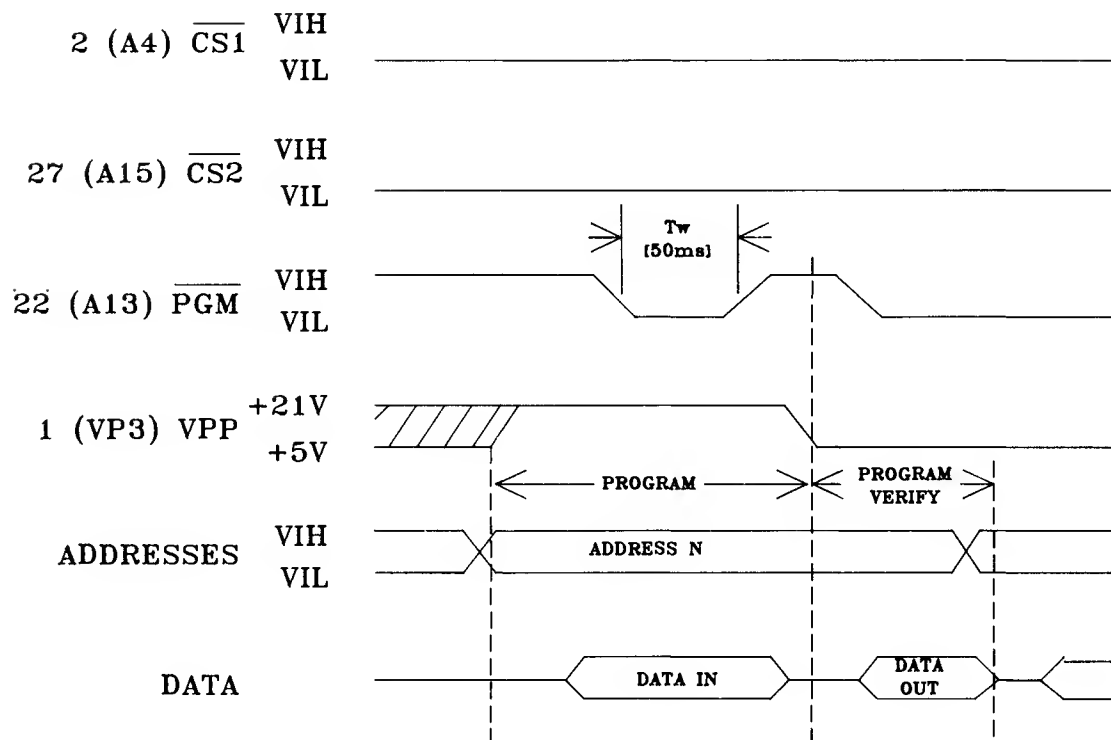 2 (A4) CS1 VIH
VIL
27 (A15) CS2 VIH
VIL
Tw
[50ms]
22 (A13) PGM VIH
VIL
1 (VP3) VPP +21V
+5V
PROGRAM
PROGRAM
VERIFY
ADDRESSES VIH
VIL
ADDRESS N
DATA
DATA IN
DATA
OUT